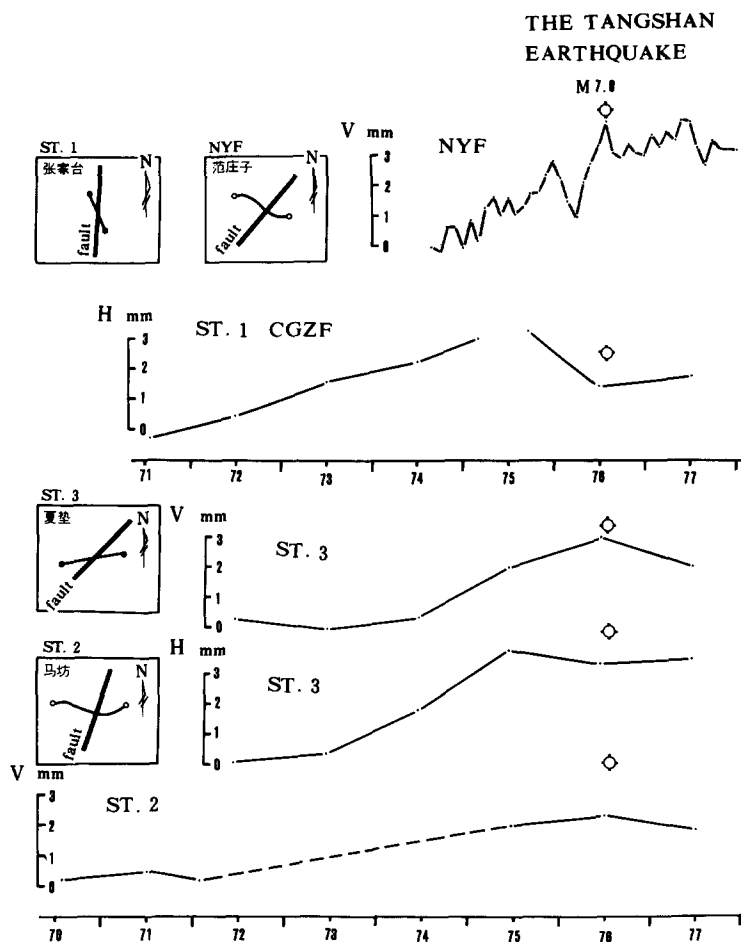 THE TANGSHAN
EARTHQUAKE
M 7.8
ST. 1
张家台
N
fault
NYF
范庄子
N
fault
V mm
3
2
1
0
NYF
H mm
3
2
1
0
ST. 1 CGZF
71 72 73 74 75 76 77
ST. 3
夏垫
N
fault
V mm
3
2
1
0
ST. 3
ST. 2
马坊
N
fault
H mm
3
2
1
0
ST. 3
V mm
3
2
1
0
ST. 2
70 71 72 73 74 75 76 77